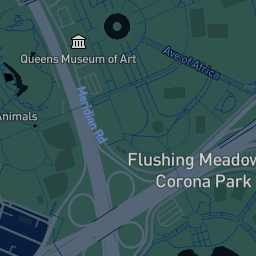 Ave of Africa
Queens Museum of Art
Meridian Rd
Animals
Flushing Meadow
Corona Park